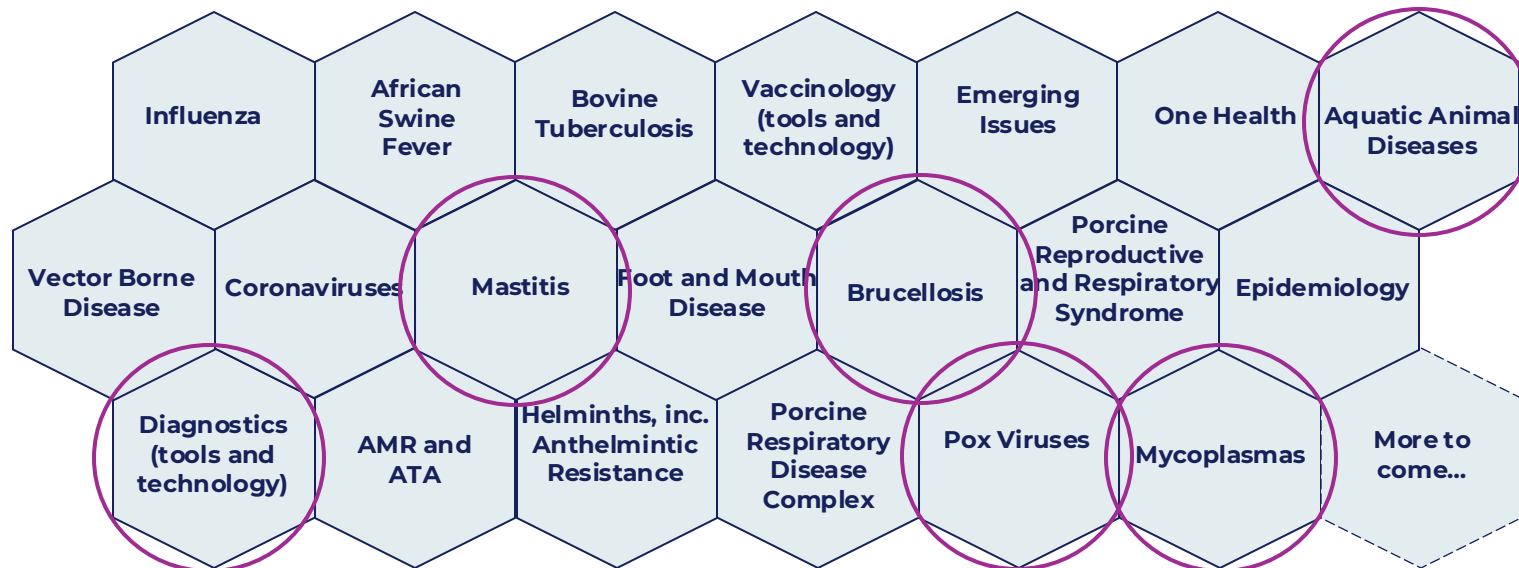 Influenza
African
Swine
Fever
Bovine
Tuberculosis
Vaccinology
(tools and
technology)
Emerging
Issues
One Health
Aquatic Animal
Diseases
Vector Borne
Disease
Coronaviruses
Mastitis
Foot and Mouth
Disease
Brucellosis
Porcine
Reproductive
and Respiratory
Syndrome
Epidemiology
Diagnostics
(tools and
technology)
AMR and
ATA
Helminths, inc.
Anthelmintic
Resistance
Porcine
Respiratory
Disease
Complex
Pox Viruses
Mycoplasmas
More to
come...